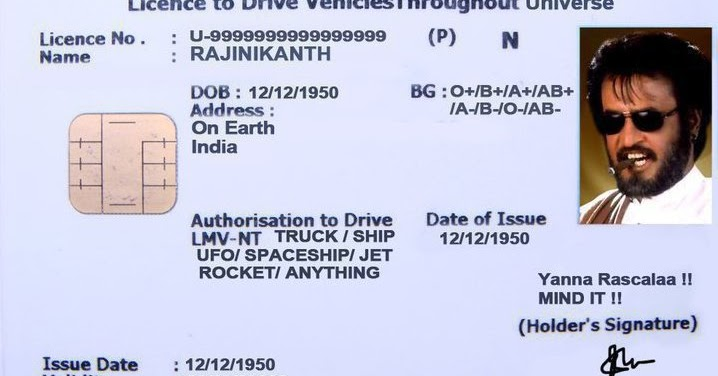 Licence to Drive Vehicles Throughout Universe
Licence No . : U-9999999999999999 (P) N
Name : RAJINIKANTH
DOB : 12/12/1950 BG : O+/B+/A+/AB+
/A-/B-/O-/AB-
Address :
On Earth
India
Authorisation to Drive Date of Issue
LMV-NT TRUCK / SHIP 12/12/1950
UFO/ SPACESHIP/ JET
ROCKET/ ANYTHING
Yanna Rascalaa !!
MIND IT !!
(Holder's Signature)
Issue Date : 12/12/1950